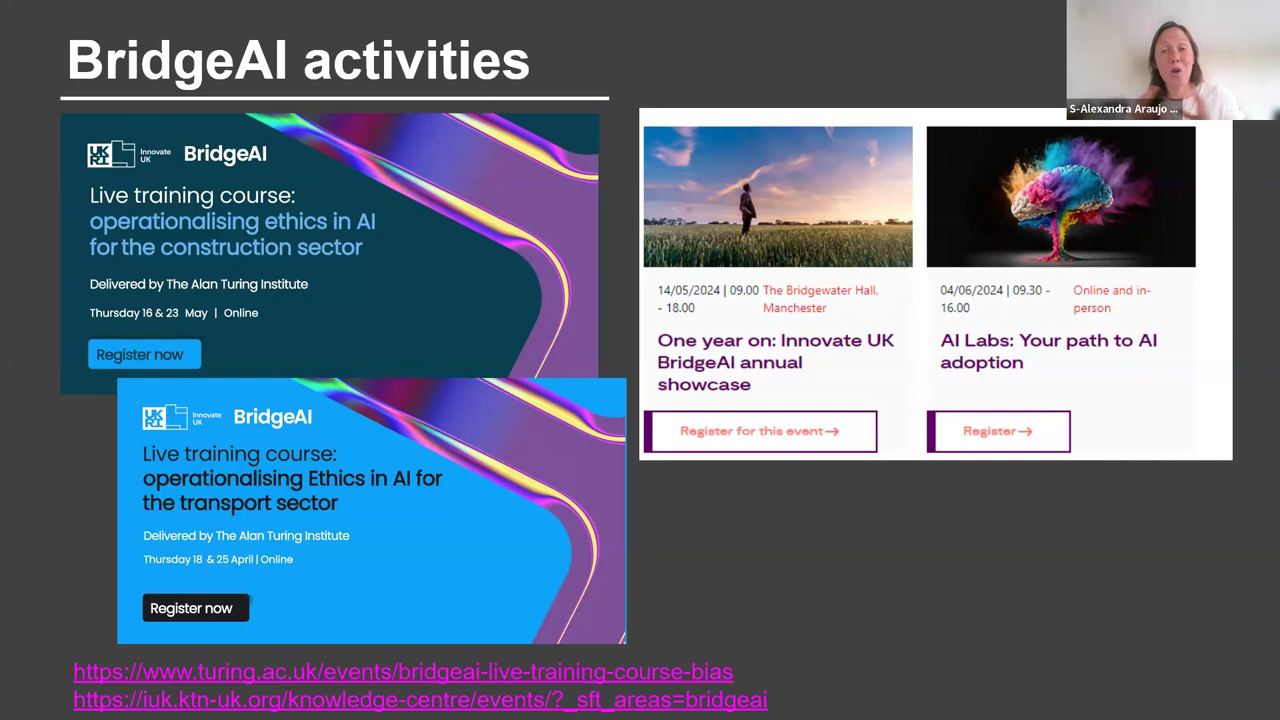 BridgeAI activities
S-Alexandra Araujo ...
UKRI
Innovate
UK
BridgeAI
Live training course:
operationalising ethics in AI
for the construction sector
Delivered by The Alan Turing Institute
Thursday 16 & 23 May | Online
Register now
UKRI
Innovate
UK
BridgeAI
Live training course:
operationalising Ethics in AI for
the transport sector
Delivered by The Alan Turing Institute
Thursday 18 & 25 April | Online
Register now
14/05/2024 | 09.00
- 18.00
The Bridgewater Hall,
Manchester
One year on: Innovate UK
BridgeAI annual
showcase
Register for this event→
04/06/2024 | 09.30 -
16.00
Online and in-
person
AI Labs: Your path to AI
adoption
Register→
https://www.turing.ac.uk/events/bridgeai-live-training-course-bias
https://iuk.ktn-uk.org/knowledge-centre/events/?_sft_areas=bridgeai